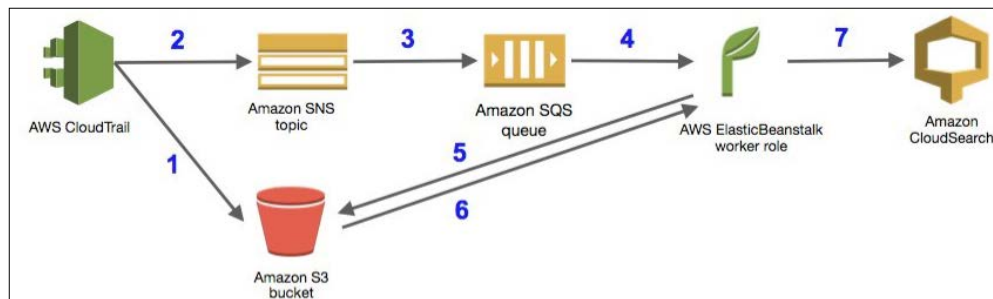 2
3
4
7
AWS CloudTrail
Amazon SNS
topic
Amazon SQS
queue
AWS ElasticBeanstalk
worker role
Amazon
CloudSearch
1
5
6
Amazon S3
bucket